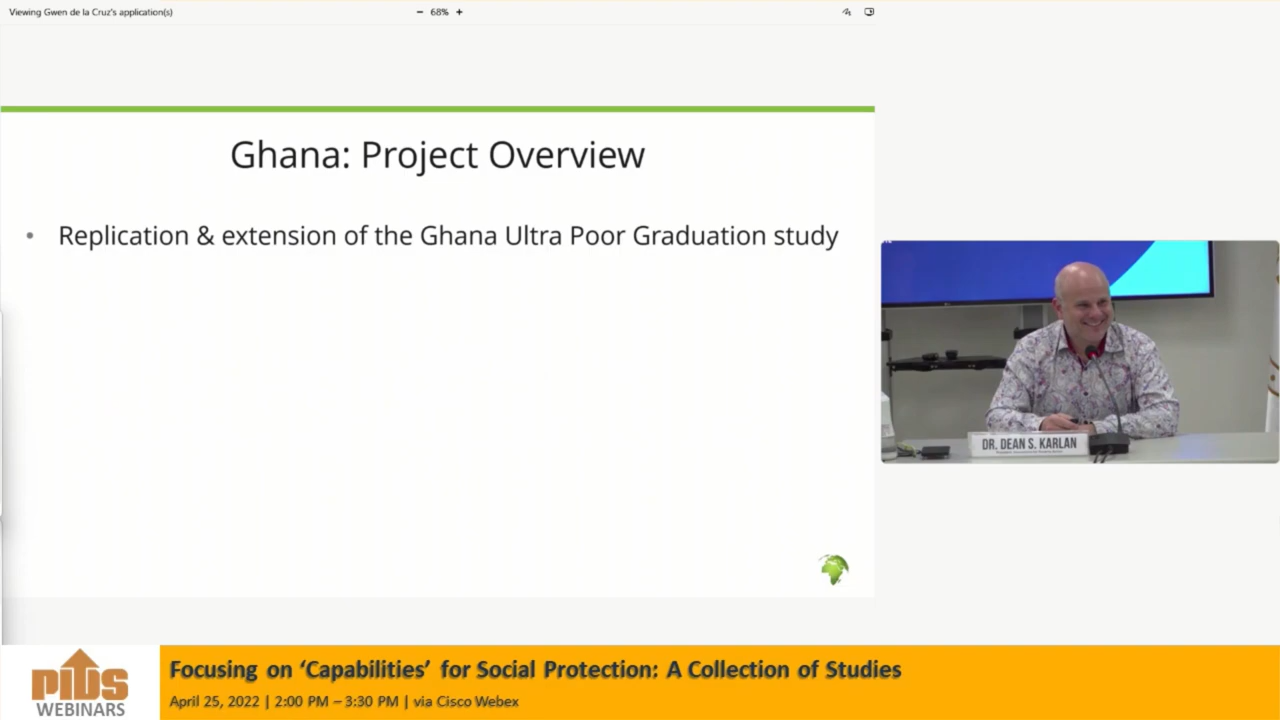 Viewing Gwen de la Cruz's application(s)
− 68% +
Ghana: Project Overview
• Replication & extension of the Ghana Ultra Poor Graduation study
DR. DEAN S. KARLAN
PIDS
WEBINARS
Focusing on ‘Capabilities’ for Social Protection: A Collection of Studies
April 25, 2022 | 2:00 PM – 3:30 PM | via Cisco Webex